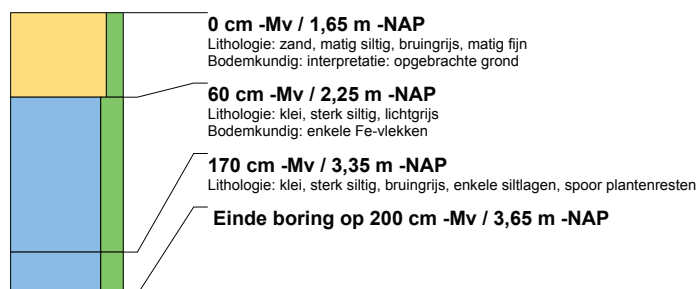 0 cm -Mv / 1,65 m -NAP
Lithologie: zand, matig siltig, bruingrijs, matig fijn
Bodemkundig: interpretatie: opgebrachte grond
60 cm -Mv / 2,25 m -NAP
Lithologie: klei, sterk siltig, lichtgrijs
Bodemkundig: enkele Fe-vlekken
170 cm -Mv / 3,35 m -NAP
Lithologie: klei, sterk siltig, bruingrijs, enkele siltlagen, spoor plantenresten
Einde boring op 200 cm -Mv / 3,65 m -NAP